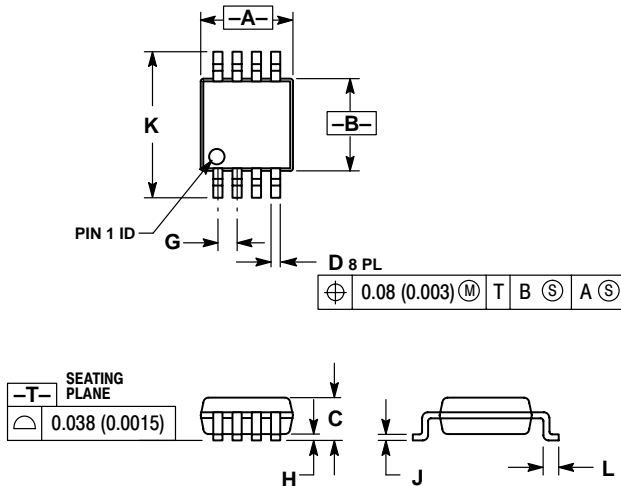 –A–
K
–B–
PIN 1 ID
G
D 8 PL
⌖ 0.08 (0.003) Ⓜ T B Ⓢ A Ⓢ
SEATING
–T– PLANE
⌓ 0.038 (0.0015)
C
H
J
L